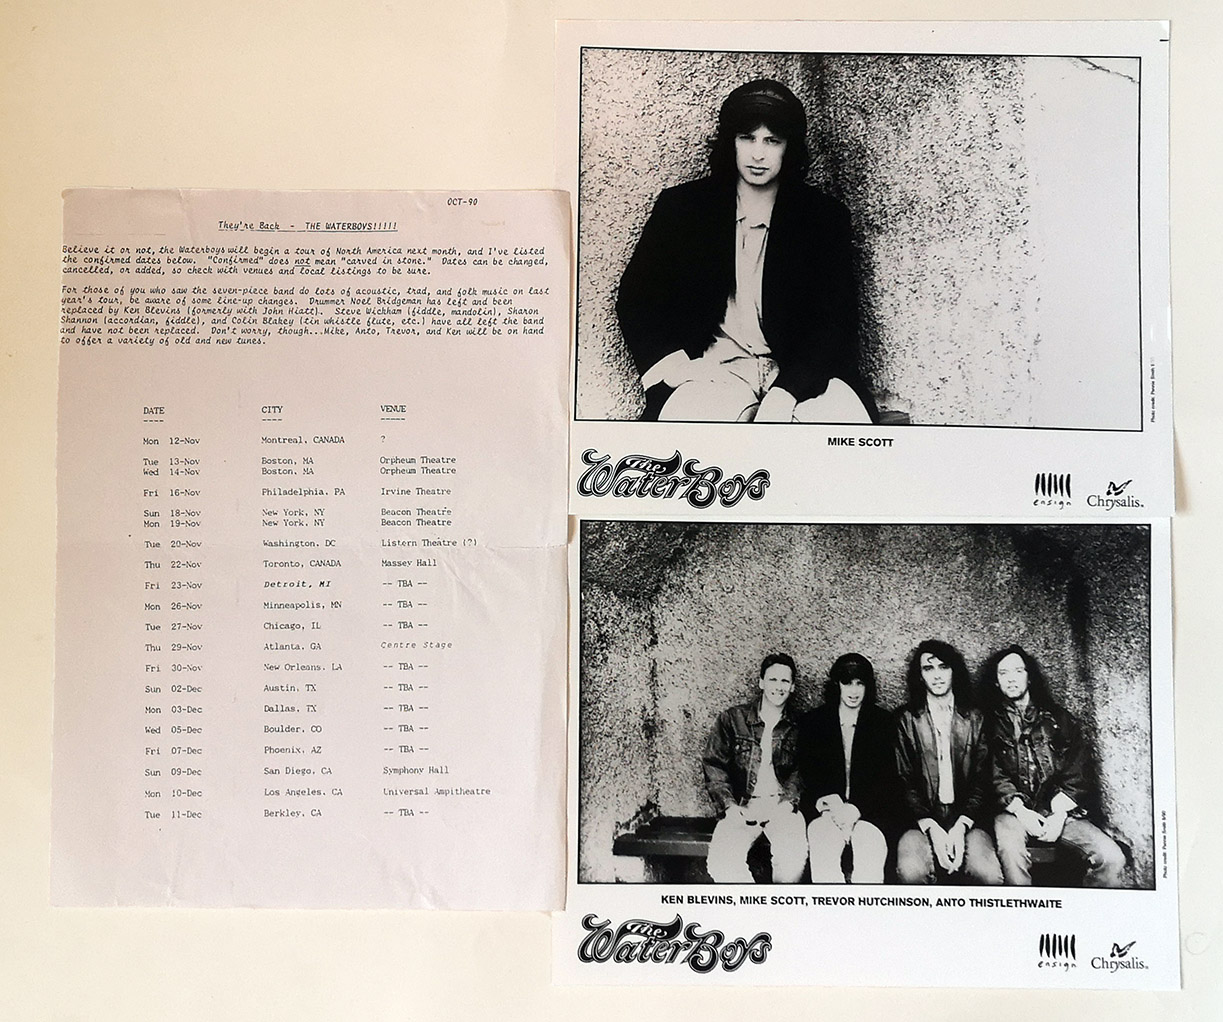 OCT-90
They're Back - THE WATERBOYS!!!!!
Believe it or not, the Waterboys will begin a tour of North America next month, and I've listed
the confirmed dates below. "Confirmed" does not mean "carved in stone." Dates can be changed,
cancelled, or added, so check with venues and local listings to be sure.
For those of you who saw the seven-piece band do lots of acoustic, trad, and folk music on last
year's tour, be aware of some line-up changes. Drummer Noel Bridgeman has left and been
replaced by Ken Blevins (formerly with John Hiatt). Steve Wickham (fiddle, mandolin), Sharon
Shannon (accordian, fiddle), and Colin Blakey (tin whistle flute, etc.) have all left the band
and have not been replaced. Don't worry, though...Mike, Anto, Trevor, and Ken will be on hand
to offer a variety of old and new tunes.
DATE CITY VENUE
---- ---- -----
Mon 12-Nov Montreal, CANADA ?
Tue 13-Nov Boston, MA Orpheum Theatre
Wed 14-Nov Boston, MA Orpheum Theatre
Fri 16-Nov Philadelphia, PA Irvine Theatre
Sun 18-Nov New York, NY Beacon Theatre
Mon 19-Nov New York, NY Beacon Theatre
Tue 20-Nov Washington, DC Listern Theatre (?)
Thu 22-Nov Toronto, CANADA Massey Hall
Fri 23-Nov Detroit, MI -- TBA --
Mon 26-Nov Minneapolis, MN -- TBA --
Tue 27-Nov Chicago, IL -- TBA --
Thu 29-Nov Atlanta, GA Centre Stage
Fri 30-Nov New Orleans, LA -- TBA --
Sun 02-Dec Austin, TX -- TBA --
Mon 03-Dec Dallas, TX -- TBA --
Wed 05-Dec Boulder, CO -- TBA --
Fri 07-Dec Phoenix, AZ -- TBA --
Sun 09-Dec San Diego, CA Symphony Hall
Mon 10-Dec Los Angeles, CA Universal Ampitheatre
Tue 11-Dec Berkley, CA -- TBA --
Photo credit: Pennie Smith
MIKE SCOTT
The WaterBoys
ensign
Chrysalis.
Photo credit: Pennie Smith 9/90
KEN BLEVINS, MIKE SCOTT, TREVOR HUTCHINSON, ANTO THISTLETHWAITE
The WaterBoys
ensign
Chrysalis.